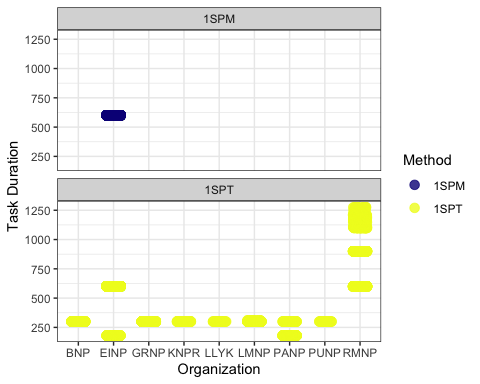 1SPM
1250
1000
750
500
250
1SPT
1250
1000
750
500
250
BNP EINP GRNP KNPR LLYK LMNP PANP PUNP RMNP
Organization
Task Duration
Method
1SPM
1SPT